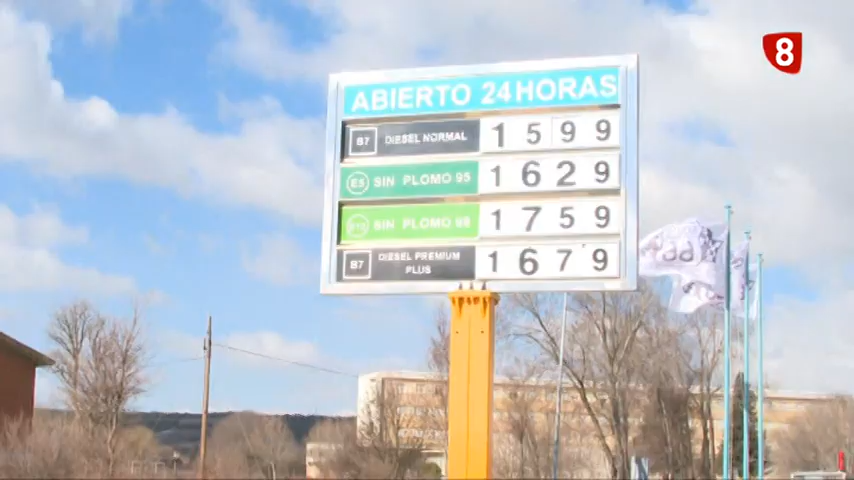 8
ABIERTO 24HORAS
B7 DIESEL NORMAL 1599
E5 SIN PLOMO 95 1629
SIN PLOMO 98 1759
B7 DIESEL PREMIUM
PLUS 1679